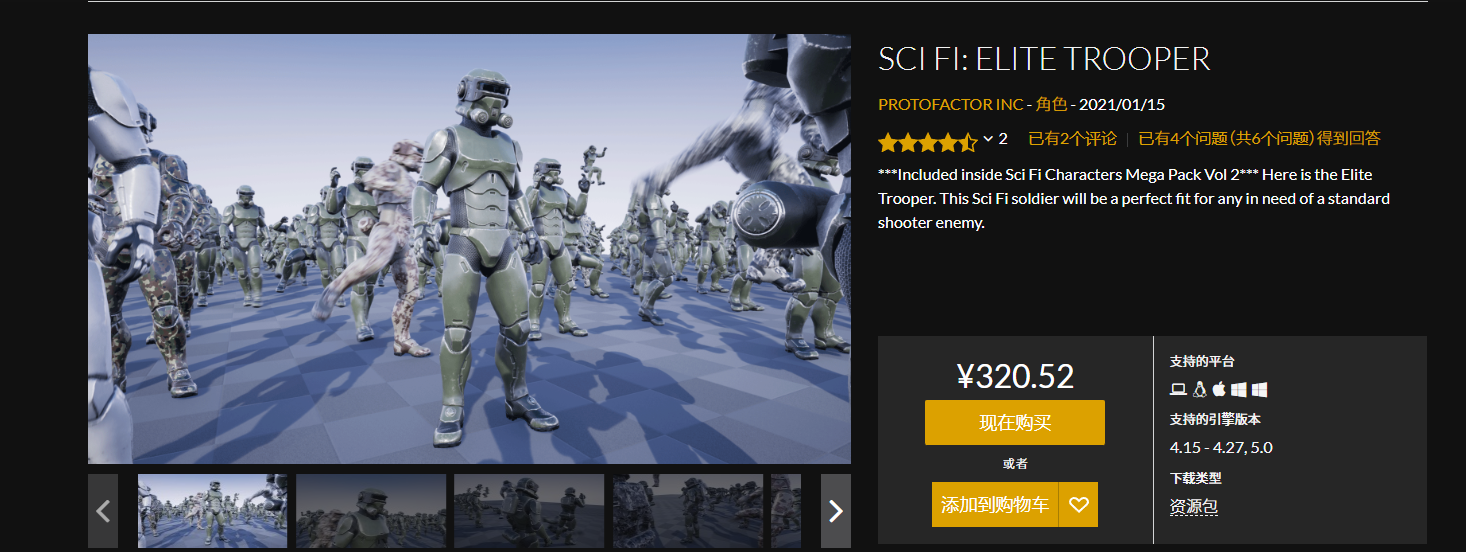 SCI FI: ELITE TROOPER
PROTOFACTOR INC - 角色 - 2021/01/15
2 已有2个评论 | 已有4个问题 (共6个问题) 得到回答
***Included inside Sci Fi Characters Mega Pack Vol 2*** Here is the Elite
Trooper. This Sci Fi soldier will be a perfect fit for any in need of a standard
shooter enemy.
¥320.52
现在购买
或者
添加到购物车
支持的平台
支持的引擎版本
4.15 - 4.27, 5.0
下载类型
资源包